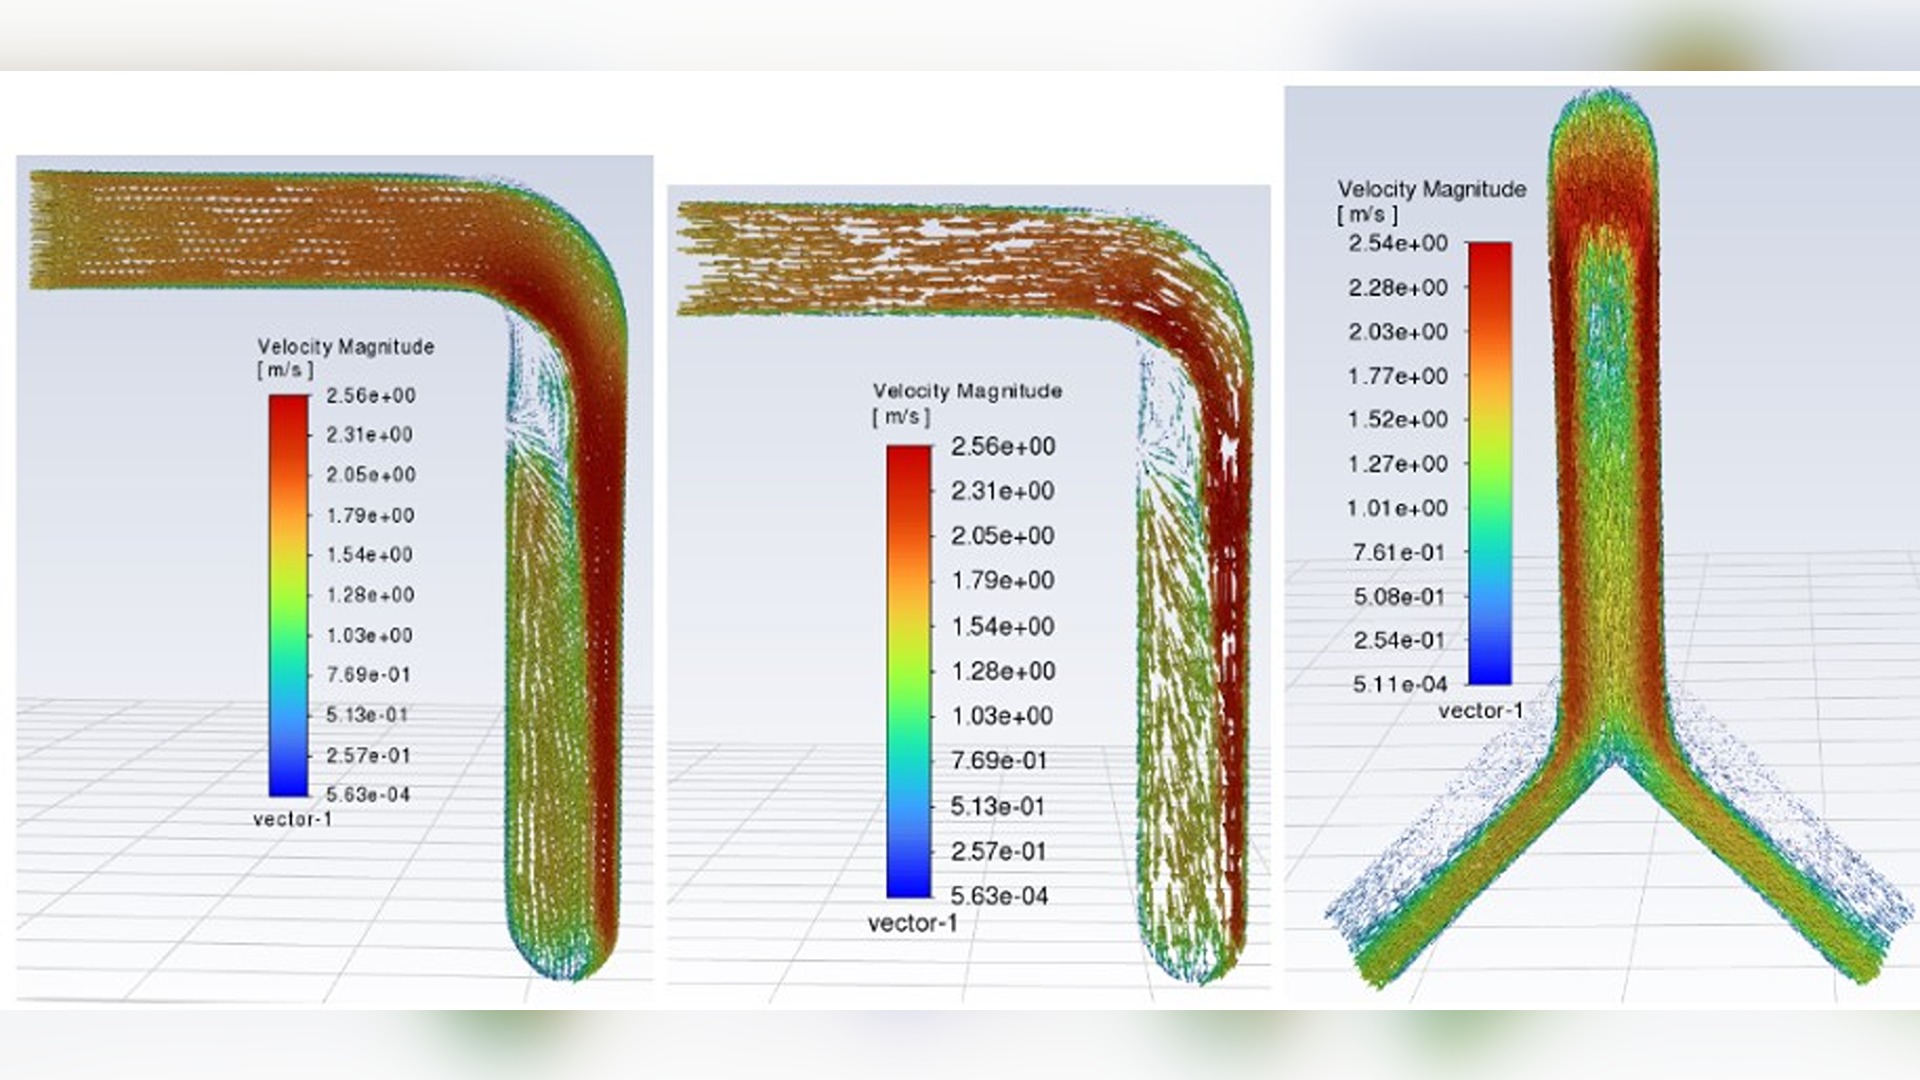 Velocity Magnitude
[ m/s ]
2.56e+00
2.31e+00
2.05e+00
1.79e+00
1.54e+00
1.28e+00
1.03e+00
7.69e-01
5.13e-01
2.57e-01
5.63e-04
vector-1
Velocity Magnitude
[ m/s ]
2.56e+00
2.31e+00
2.05e+00
1.79e+00
1.54e+00
1.28e+00
1.03e+00
7.69e-01
5.13e-01
2.57e-01
5.63e-04
vector-1
Velocity Magnitude
[ m/s ]
2.54e+00
2.28e+00
2.03e+00
1.77e+00
1.52e+00
1.27e+00
1.01e+00
7.61e-01
5.08e-01
2.54e-01
5.11e-04
vector-1